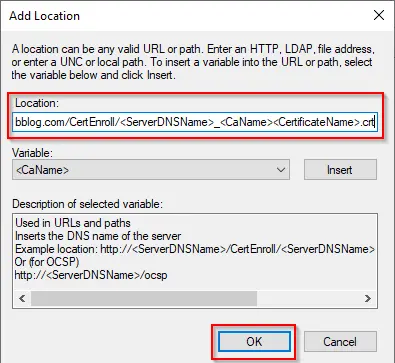 Add Location
A location can be any valid URL or path. Enter an HTTP, LDAP, file address,
or enter a UNC or local path. To insert a variable into the URL or path, select
the variable below and click Insert.
Location:
bblog.com/CertEnroll/<ServerDNSName>_<CaName><CertificateName>.crt
Variable:
<CaName>
Insert
Description of selected variable:
Used in URLs and paths
Inserts the DNS name of the server
Example location: http://<ServerDNSName>/CertEnroll/<ServerDNSName>
Or (for OCSP)
http://<ServerDNSName>/ocsp
OK
Cancel